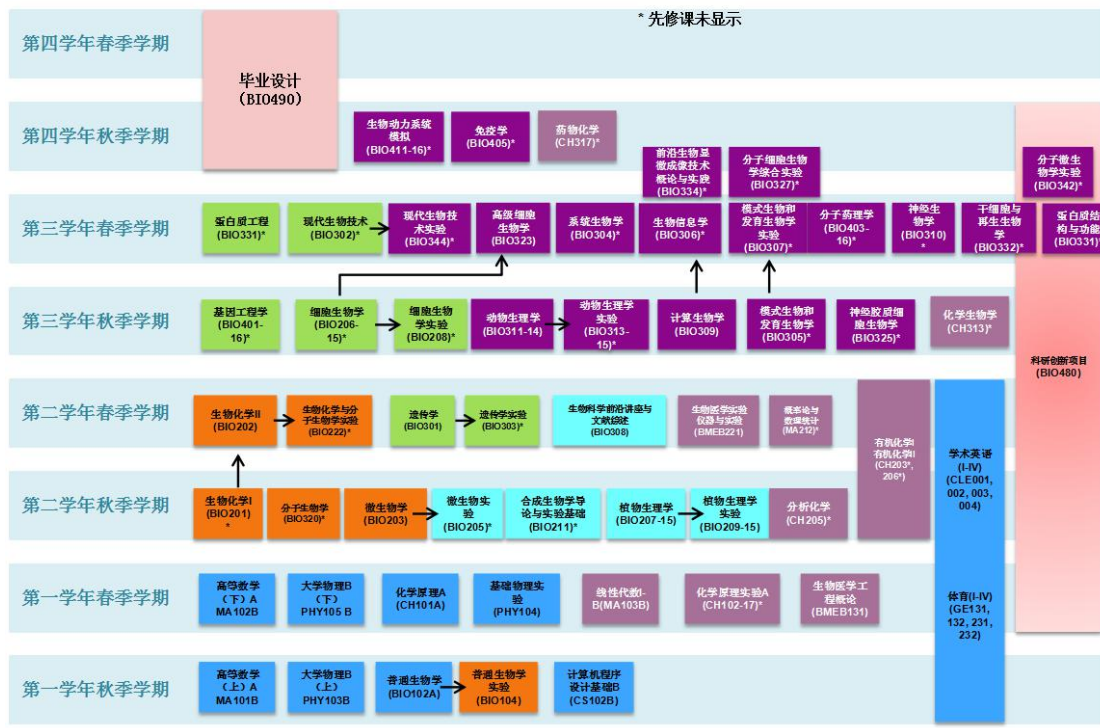 * 先修课未显示
第四学年春季学期
毕业设计
(BIO490)
第四学年秋季学期
生物动力系统
模拟
(BIO411-16)*
免疫学
(BIO405)*
药物化学
(CH317)*
前沿生物显
微成像技术
概论与实践
(BIO334)*
分子细胞生物
学综合实验
(BIO327)*
分子微生
物学实验
(BIO342)*
第三学年春季学期
蛋白质工程
(BIO331)*
现代生物技术
(BIO302)*
现代生物技
术实验
(BIO344)*
高级细胞
生物学
(BIO323)
系统生物学
(BIO304)*
生物信息学
(BIO306)*
模式生物和
发育生物学
实验
(BIO307)*
分子药理学
(BIO403-
16)*
神经生
物学
(BIO310)
*
干细胞与
再生生物
学
(BIO332)*
蛋白质结
构与功能
(BIO331)*
第三学年秋季学期
基因工程学
(BIO401-
16)*
细胞生物学
(BIO206-
15)*
细胞生物
学实验
(BIO208)*
动物生理学
(BIO311-14)
动物生理学
实验
(BIO313-
15)*
计算生物学
(BIO309)
模式生物和
发育生物学
(BIO305)*
神经胶质细
胞生物学
(BIO325)*
化学生物学
(CH313)*
科研创新项目
(BIO480)
第二学年春季学期
生物化学II
(BIO202)
生物化学与分
子生物学实验
(BIO222)*
遗传学
(BIO301)
遗传学实验
(BIO303)*
生物科学前沿讲座与
文献综述
(BIO308)
生物医学实验
仪器与实践
(BMEB221)
概率论与
数理统计
(MA212)*
有机化学I
有机化学II
(CH203*,
206*)
学术英语
(I-IV)
(CLE001,
002, 003,
004)
第二学年秋季学期
生物化学I
(BIO201)
*
分子生物学
(BIO320)*
微生物学
(BIO203)
微生物实
验
(BIO205)*
合成生物学导
论与实验基础
(BIO211)*
植物生理学
(BIO207-15)
植物生理学
实验
(BIO209-15)
分析化学
(CH205)*
第一学年春季学期
高等数学
(下)A
MA102B
大学物理B
(下)
PHY105 B
化学原理A
(CH101A)
基础物理实
验
(PHY104)
线性代数I-
B(MA103B)
化学原理实验A
(CH102-17)*
生物医学工
程概论
(BMEB131)
体育(I-IV)
(GE131,
132, 231,
232)
第一学年秋季学期
高等数学
(上)A
MA101B
大学物理B
(上)
PHY103B
普通生物学
(BIO102A)
普通生物学
实验
(BIO104)
计算机程序
设计基础B
(CS102B)